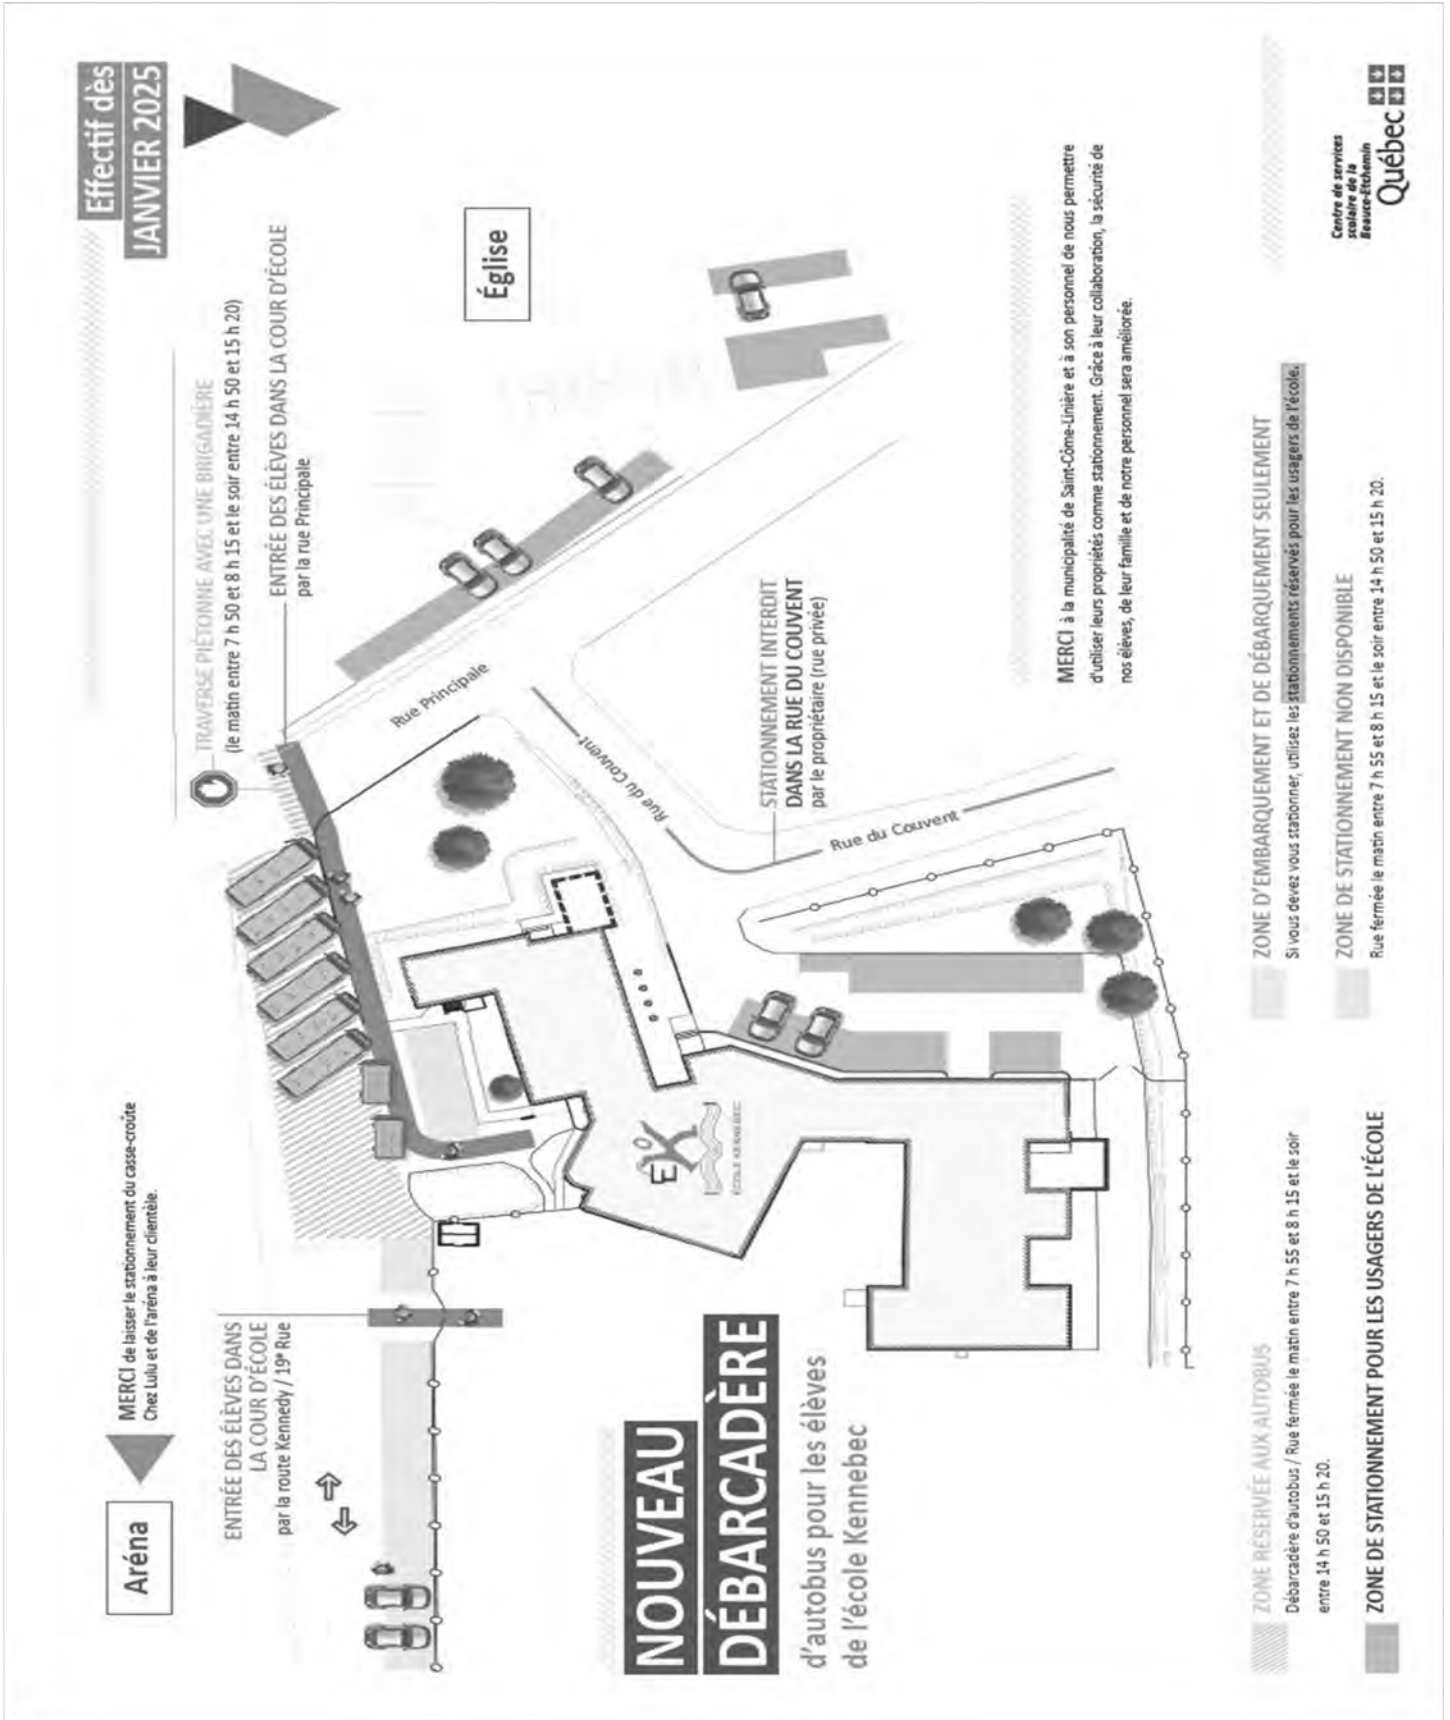 Effectif dès
JANVIER 2025
Aréna
MERCI de laisser le stationnement du casse-croûte
Chez Lulu et de l'aréna à leur clientèle.
TRAVERSE PIÉTONNE AVEC UNE BRIGADIÈRE
(le matin entre 7 h 50 et 8 h 15 et le soir entre 14 h 50 et 15 h 20)
ENTRÉE DES ÉLÈVES DANS LA COUR D'ÉCOLE
par la rue Principale
ENTRÉE DES ÉLÈVES DANS
LA COUR D'ÉCOLE
par la route Kennedy / 19e Rue
Église
Rue Principale
Rue du Couvent
ÉKO
ÉCOLE KENNEBEC
STATIONNEMENT INTERDIT
DANS LA RUE DU COUVENT
par le propriétaire (rue privée)
Rue du Couvent
NOUVEAU
DÉBARCADÈRE
d'autobus pour les élèves
de l'école Kennebec
MERCI à la municipalité de Saint-Côme-Linière et à son personnel de nous permettre
d'utiliser leurs propriétés comme stationnement. Grâce à leur collaboration, la sécurité de
nos élèves, de leur famille et de notre personnel sera améliorée.
ZONE RÉSERVÉE AUX AUTOBUS
Débarcadère d'autobus / Rue fermée le matin entre 7 h 55 et 8 h 15 et le soir
entre 14 h 50 et 15 h 20.
ZONE DE STATIONNEMENT POUR LES USAGERS DE L'ÉCOLE
ZONE D'EMBARQUEMENT ET DE DÉBARQUEMENT SEULEMENT
Si vous devez vous stationner, utilisez les stationnements réservés pour les usagers de l'école.
ZONE DE STATIONNEMENT NON DISPONIBLE
Rue fermée le matin entre 7 h 55 et 8 h 15 et le soir entre 14 h 50 et 15 h 20.
Centre de services
scolaire de la
Beauce-Etchemin
Québec